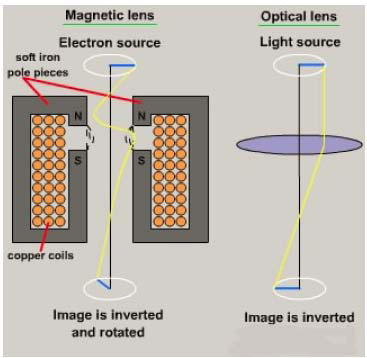 Magnetic lens
Optical lens
Electron source
Light source
soft iron
pole pieces
N
N
S
S
copper coils
Image is inverted
and rotated
Image is inverted